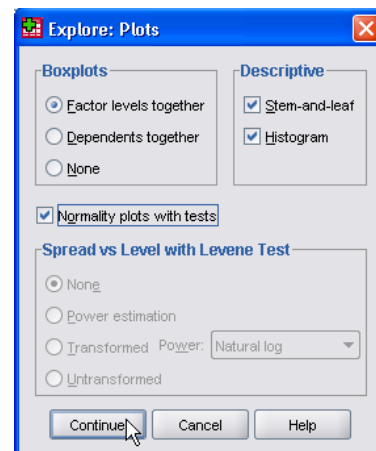 Explore: Plots
Boxplots
Factor levels together
Dependents together
None
Descriptive
Stem-and-leaf
Histogram
Normality plots with tests
Spread vs Level with Levene Test
None
Power estimation
Transformed Power: Natural log
Untransformed
Continue Cancel Help